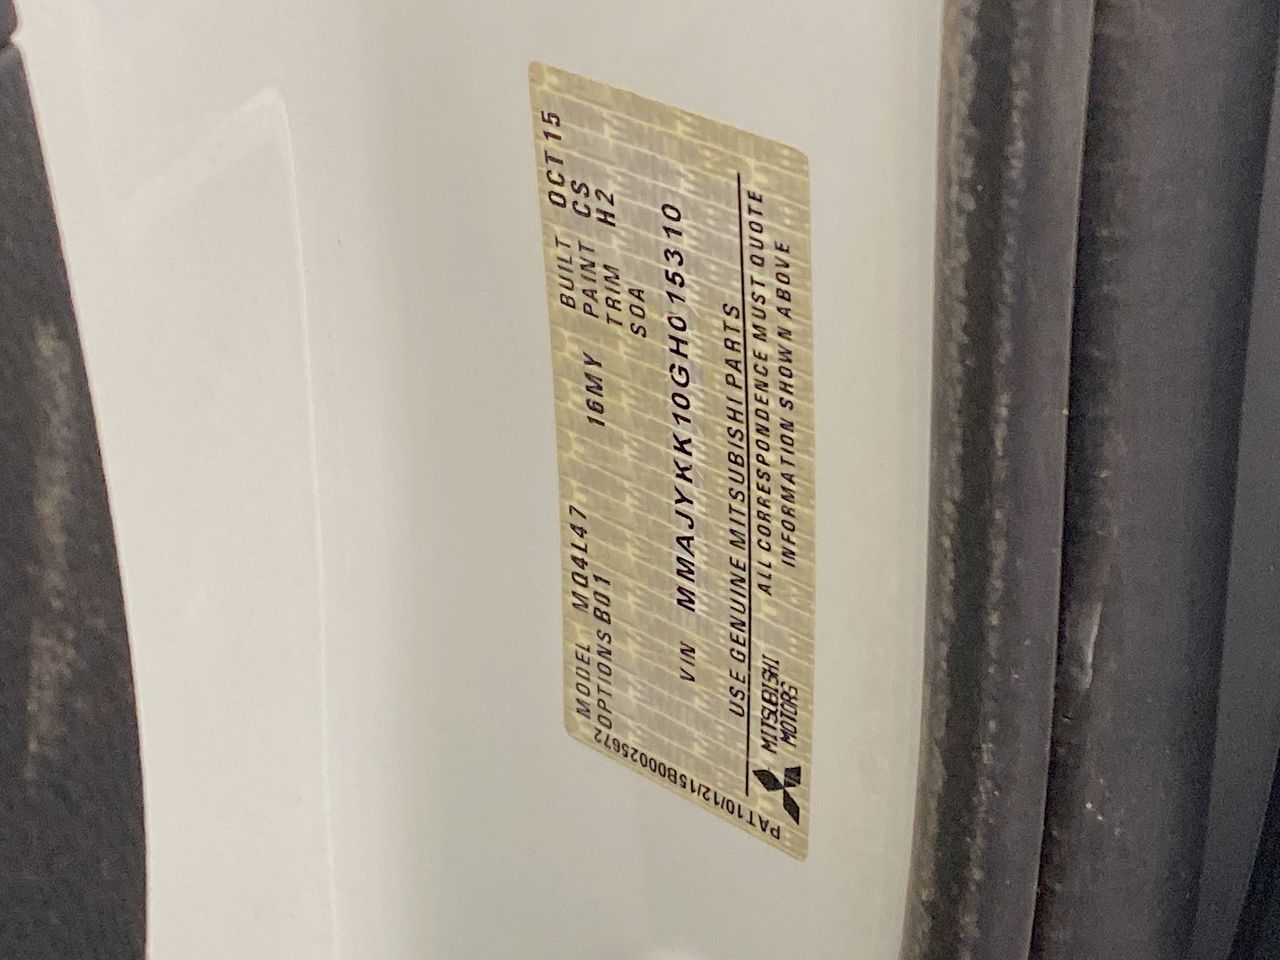 MODEL MQ4L47 16MY BUILT OCT 15
OPTIONS B01 PAINT CS
TRIM H2
SOA
VIN MMAJYKK10GH015310
USE GENUINE MITSUBISHI PARTS
MITSUBISHI MOTORS
ALL CORRESPONDENCE MUST QUOTE
INFORMATION SHOWN ABOVE
PAT10/12/15B00025672